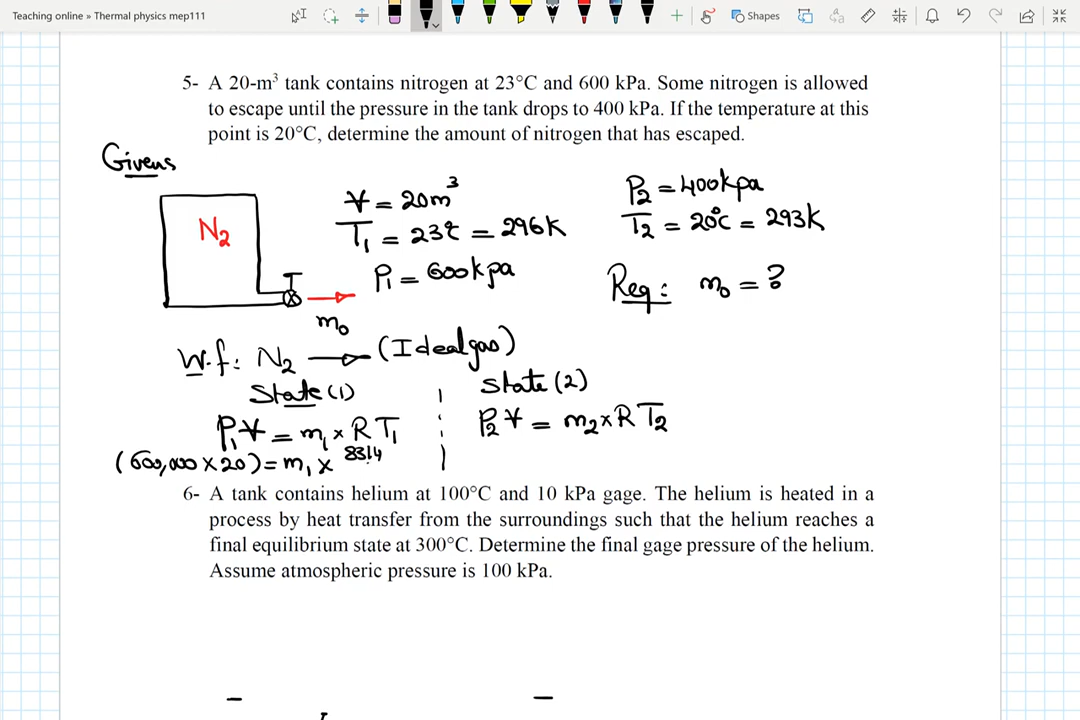 Teaching online » Thermal physics mep111
Shapes
5- A 20-m³ tank contains nitrogen at 23°C and 600 kPa. Some nitrogen is allowed
to escape until the pressure in the tank drops to 400 kPa. If the temperature at this
point is 20°C, determine the amount of nitrogen that has escaped.
Givens
N₂
V = 20m³
T₁ = 23℃ = 296K
P₁ = 600kpa
P₂ = 400kpa
T₂ = 20℃ = 293K
Req: m₀ = ?
m₀
W.f: N₂ → (Ideal gas)
State (1)
P₁V = m₁ × R T₁
(600,000 × 20) = m₁ × 8314
state (2)
P₂V = m₂ × R T₂
6- A tank contains helium at 100°C and 10 kPa gage. The helium is heated in a
process by heat transfer from the surroundings such that the helium reaches a
final equilibrium state at 300°C. Determine the final gage pressure of the helium.
Assume atmospheric pressure is 100 kPa.